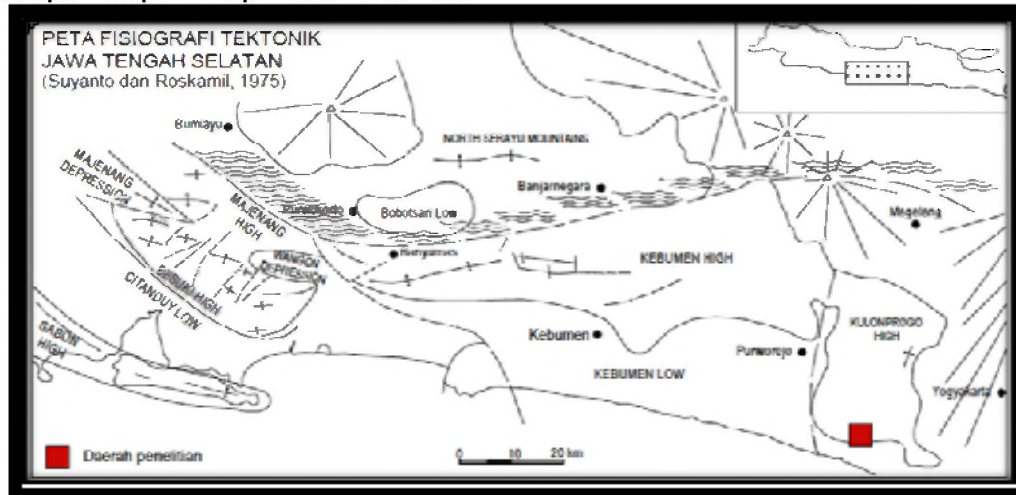 PETA FISIOGRAFI TEKTONIK
JAWA TENGAH SELATAN
(Suyanto dan Roskamil, 1975)
Bumiayu
NORTH SERAYU MOUNTAINS
MAJENANG
DEPRESSION
MAJENANG
HIGH
Banjarnegara
Purwokerto
Bobotsari Low
Magelang
Banyumas
WANGON
DEPRESSION
KEBUMEN HIGH
HIGH
CITANDUY LOW
GABON
HIGH
Kebumen
KULONPROGO
HIGH
Purworejo
KEBUMEN LOW
Yogyakarta
Daerah penelitian
0 10 20 km